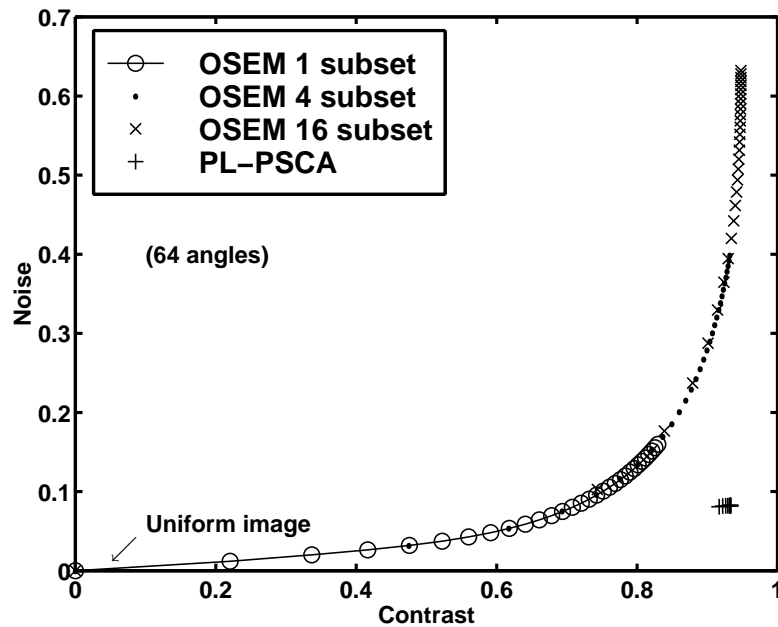 0.7
OSEM 1 subset
OSEM 4 subset
OSEM 16 subset
PL−PSCA
0.6
0.5
0.4
(64 angles)
Noise
0.3
0.2
0.1
Uniform image
0
0 0.2 0.4 0.6 0.8 1
Contrast